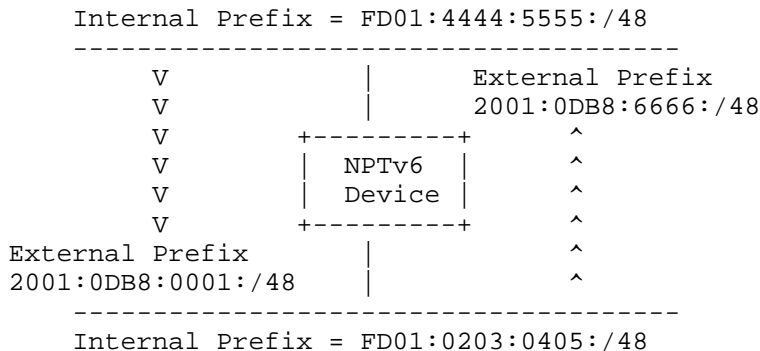 Internal Prefix = FD01:4444:5555:/48
--------------------------------------
V | External Prefix
V | 2001:0DB8:6666:/48
V +---------+ ^
V | NPTv6 | ^
V | Device | ^
V +---------+ ^
External Prefix | ^
2001:0DB8:0001:/48 | ^
--------------------------------------
Internal Prefix = FD01:0203:0405:/48